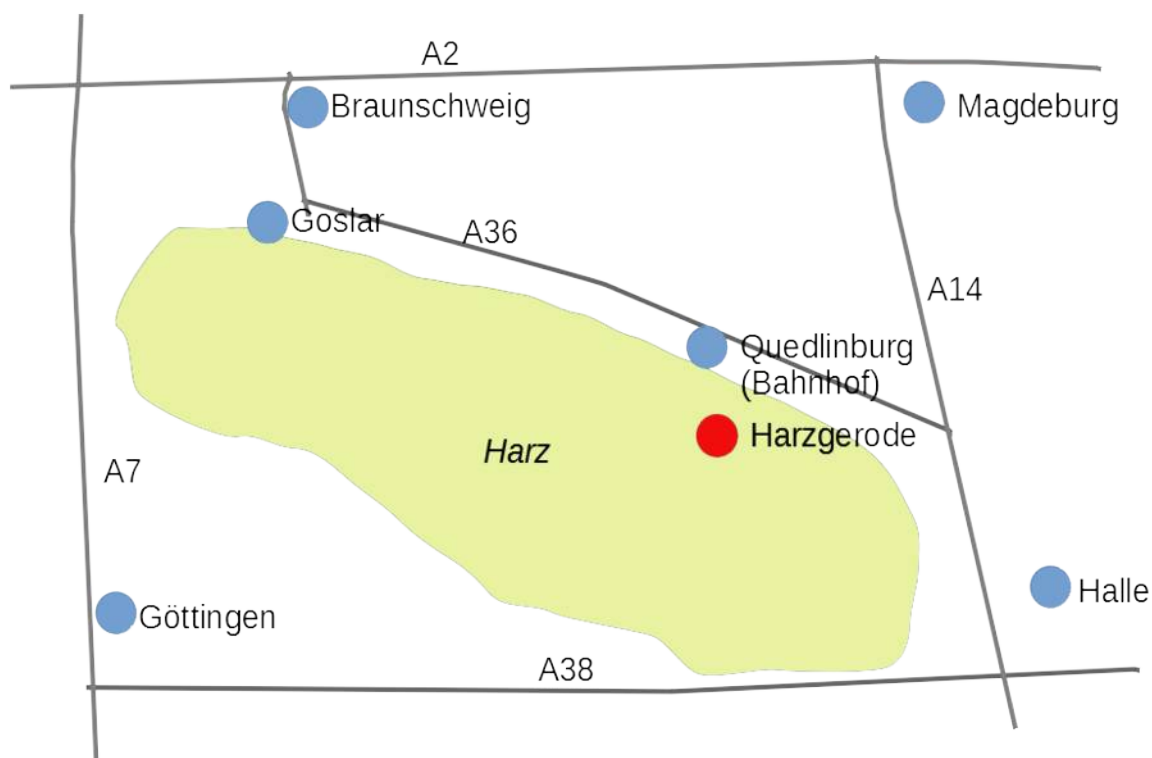 A2
Braunschweig
Magdeburg
Goslar
A36
A14
Quedlinburg
(Bahnhof)
Harzgerode
Harz
A7
Halle
Göttingen
A38